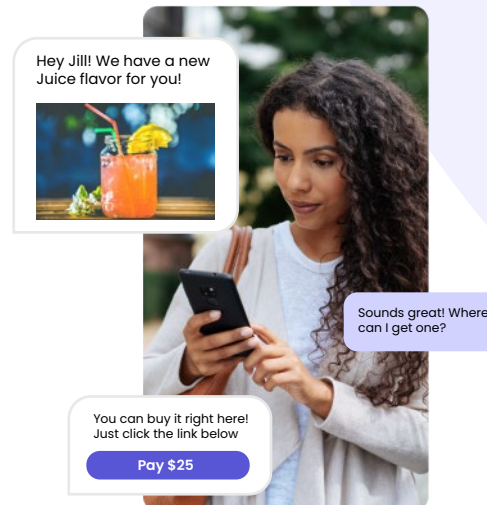 Hey Jill! We have a new
Juice flavor for you!
Sounds great! Where
can I get one?
You can buy it right here!
Just click the link below
Pay $25